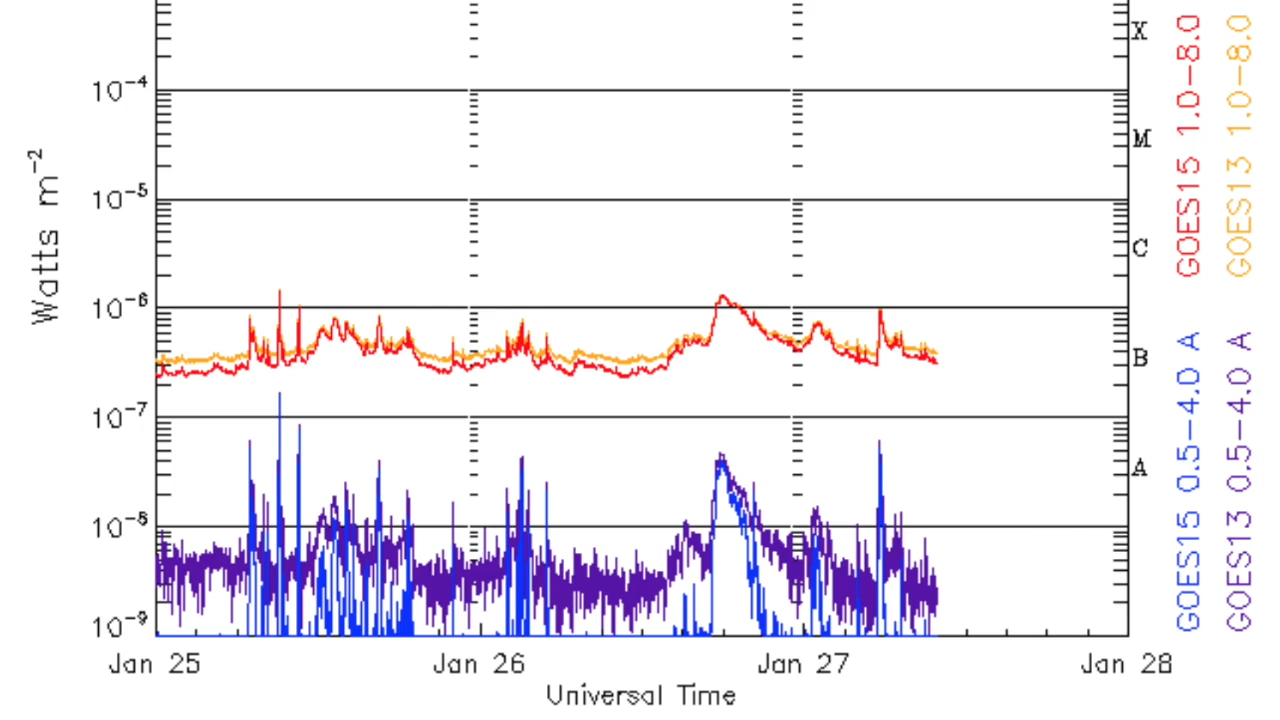 X
10⁻⁴
M
10⁻⁵
C
10⁻⁶
B
10⁻⁷
A
10⁻⁸
10⁻⁹
Watts m⁻²
Jan 25 Jan 26 Jan 27 Jan 28
Universal Time
GOES15 0.5-4.0 A GOES15 1.0-8.0
GOES13 0.5-4.0 A GOES13 1.0-8.0